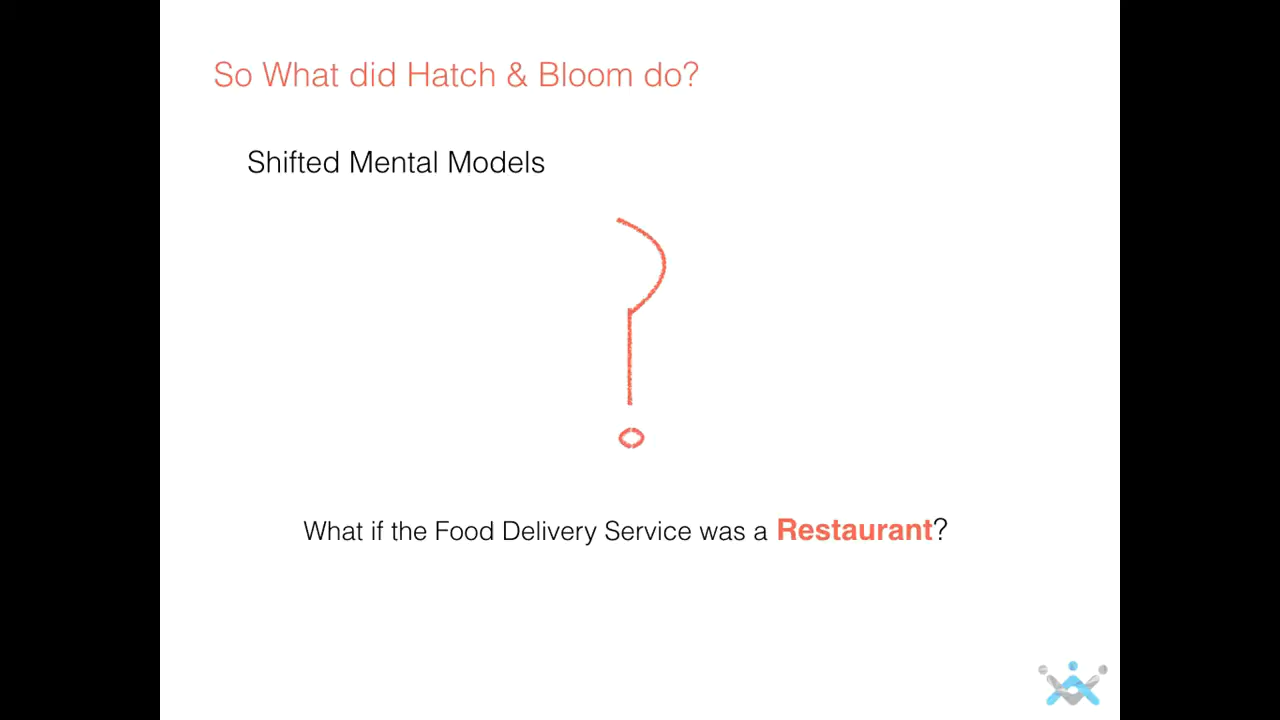 So What did Hatch & Bloom do?
Shifted Mental Models
?
What if the Food Delivery Service was a Restaurant?